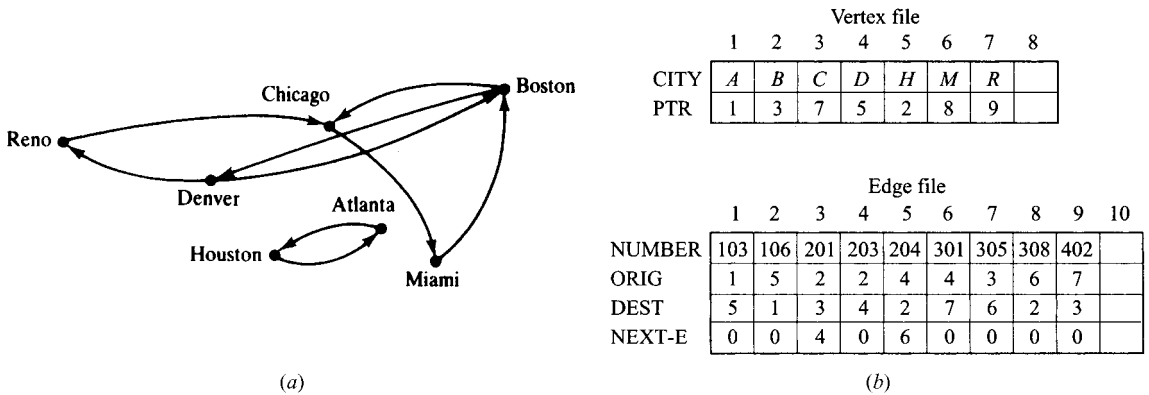 Boston
Chicago
Reno
Denver
Atlanta
Houston
Miami
(a)
Vertex file
1 2 3 4 5 6 7 8
CITY A B C D H M R
PTR 1 3 7 5 2 8 9
Edge file
1 2 3 4 5 6 7 8 9 10
NUMBER 103 106 201 203 204 301 305 308 402
ORIG 1 5 2 2 4 4 3 6 7
DEST 5 1 3 4 2 7 6 2 3
NEXT-E 0 0 4 0 6 0 0 0 0
(b)